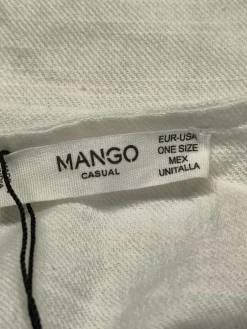 MANGO
CASUAL
EUR-USA
ONE SIZE
MEX
UNITALLA